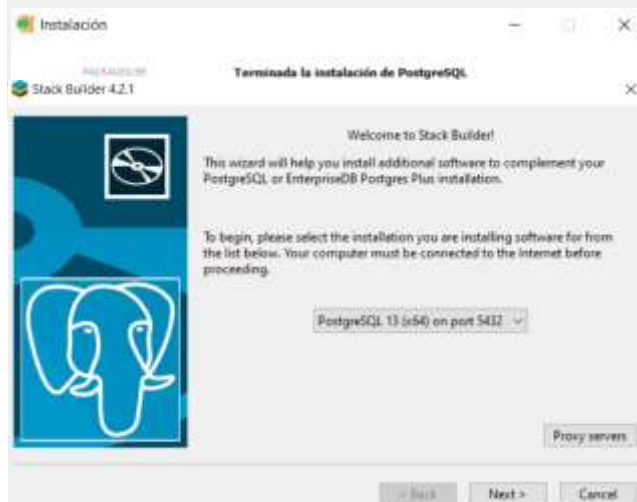 Instalación
PACKAGED BY
Terminada la instalación de PostgreSQL
Stack Builder 4.2.1
Welcome to Stack Builder!
This wizard will help you install additional software to complement your
PostgreSQL or EnterpriseDB Postgres Plus installation.
To begin, please select the installation you are installing software for from
the list below. Your computer must be connected to the Internet before
proceeding.
PostgreSQL 13 (x64) on port 5432
Proxy servers
< Back
Next >
Cancel